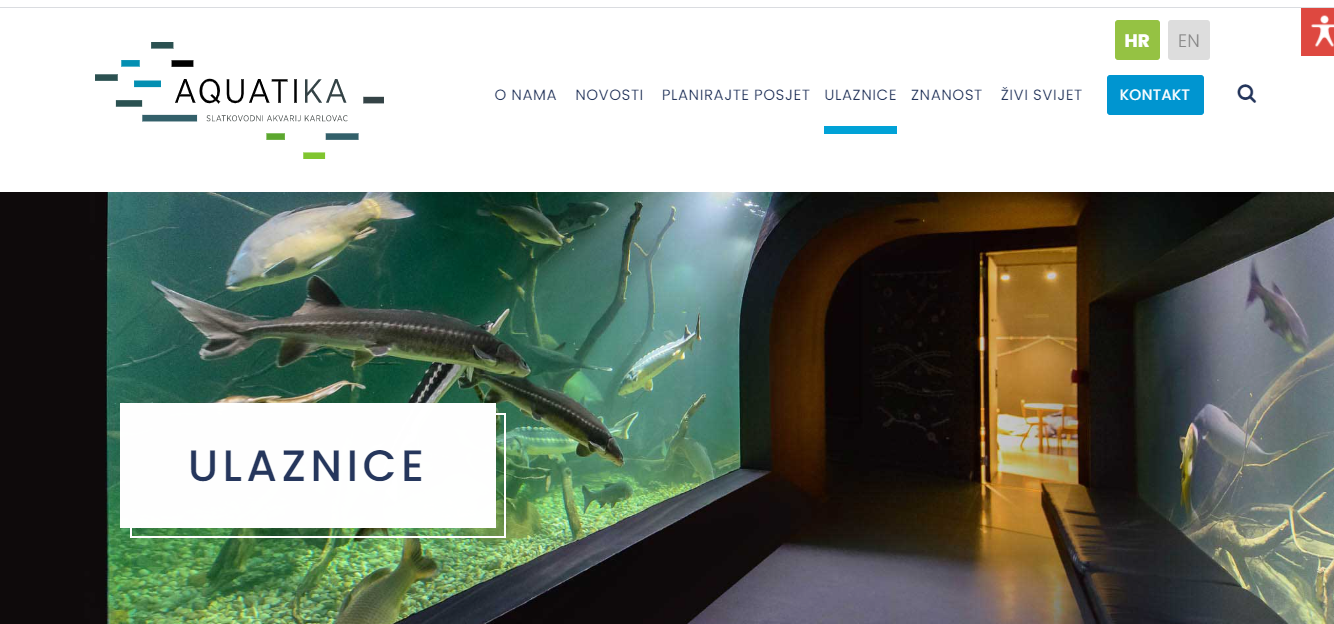 HR EN
AQUATIKA
SLATKOVODNI AKVARIJ KARLOVAC
O NAMA NOVOSTI PLANIRAJTE POSJET ULAZNICE ZNANOST ŽIVI SVIJET KONTAKT
ULAZNICE